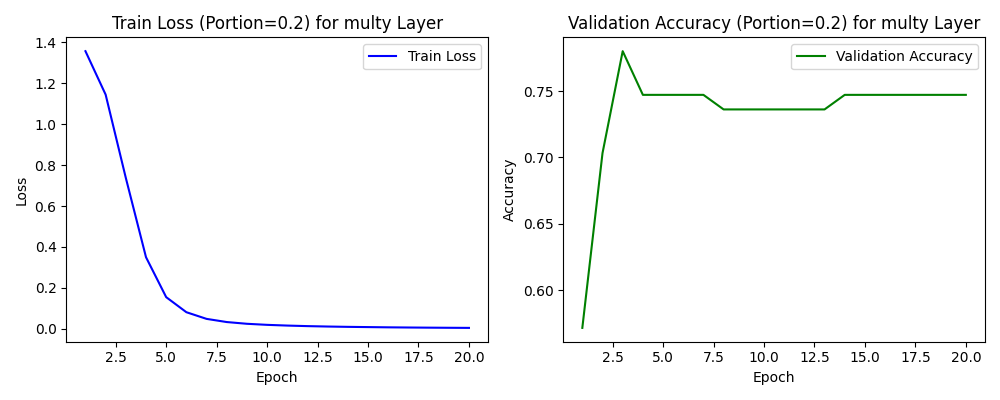 Train Loss (Portion=0.2) for multy Layer
Train Loss
1.4
1.2
1.0
0.8
0.6
0.4
0.2
0.0
Loss
2.5 5.0 7.5 10.0 12.5 15.0 17.5 20.0
Epoch
Validation Accuracy (Portion=0.2) for multy Layer
Validation Accuracy
0.75
0.70
0.65
0.60
Accuracy
2.5 5.0 7.5 10.0 12.5 15.0 17.5 20.0
Epoch